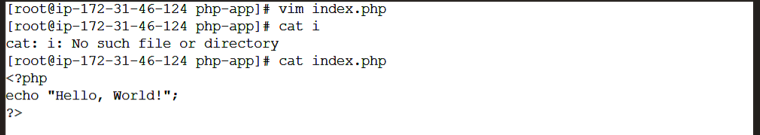 [root@ip-172-31-46-124 php-app]# vim index.php
[root@ip-172-31-46-124 php-app]# cat i
cat: i: No such file or directory
[root@ip-172-31-46-124 php-app]# cat index.php
<?php
echo "Hello, World!";
?>